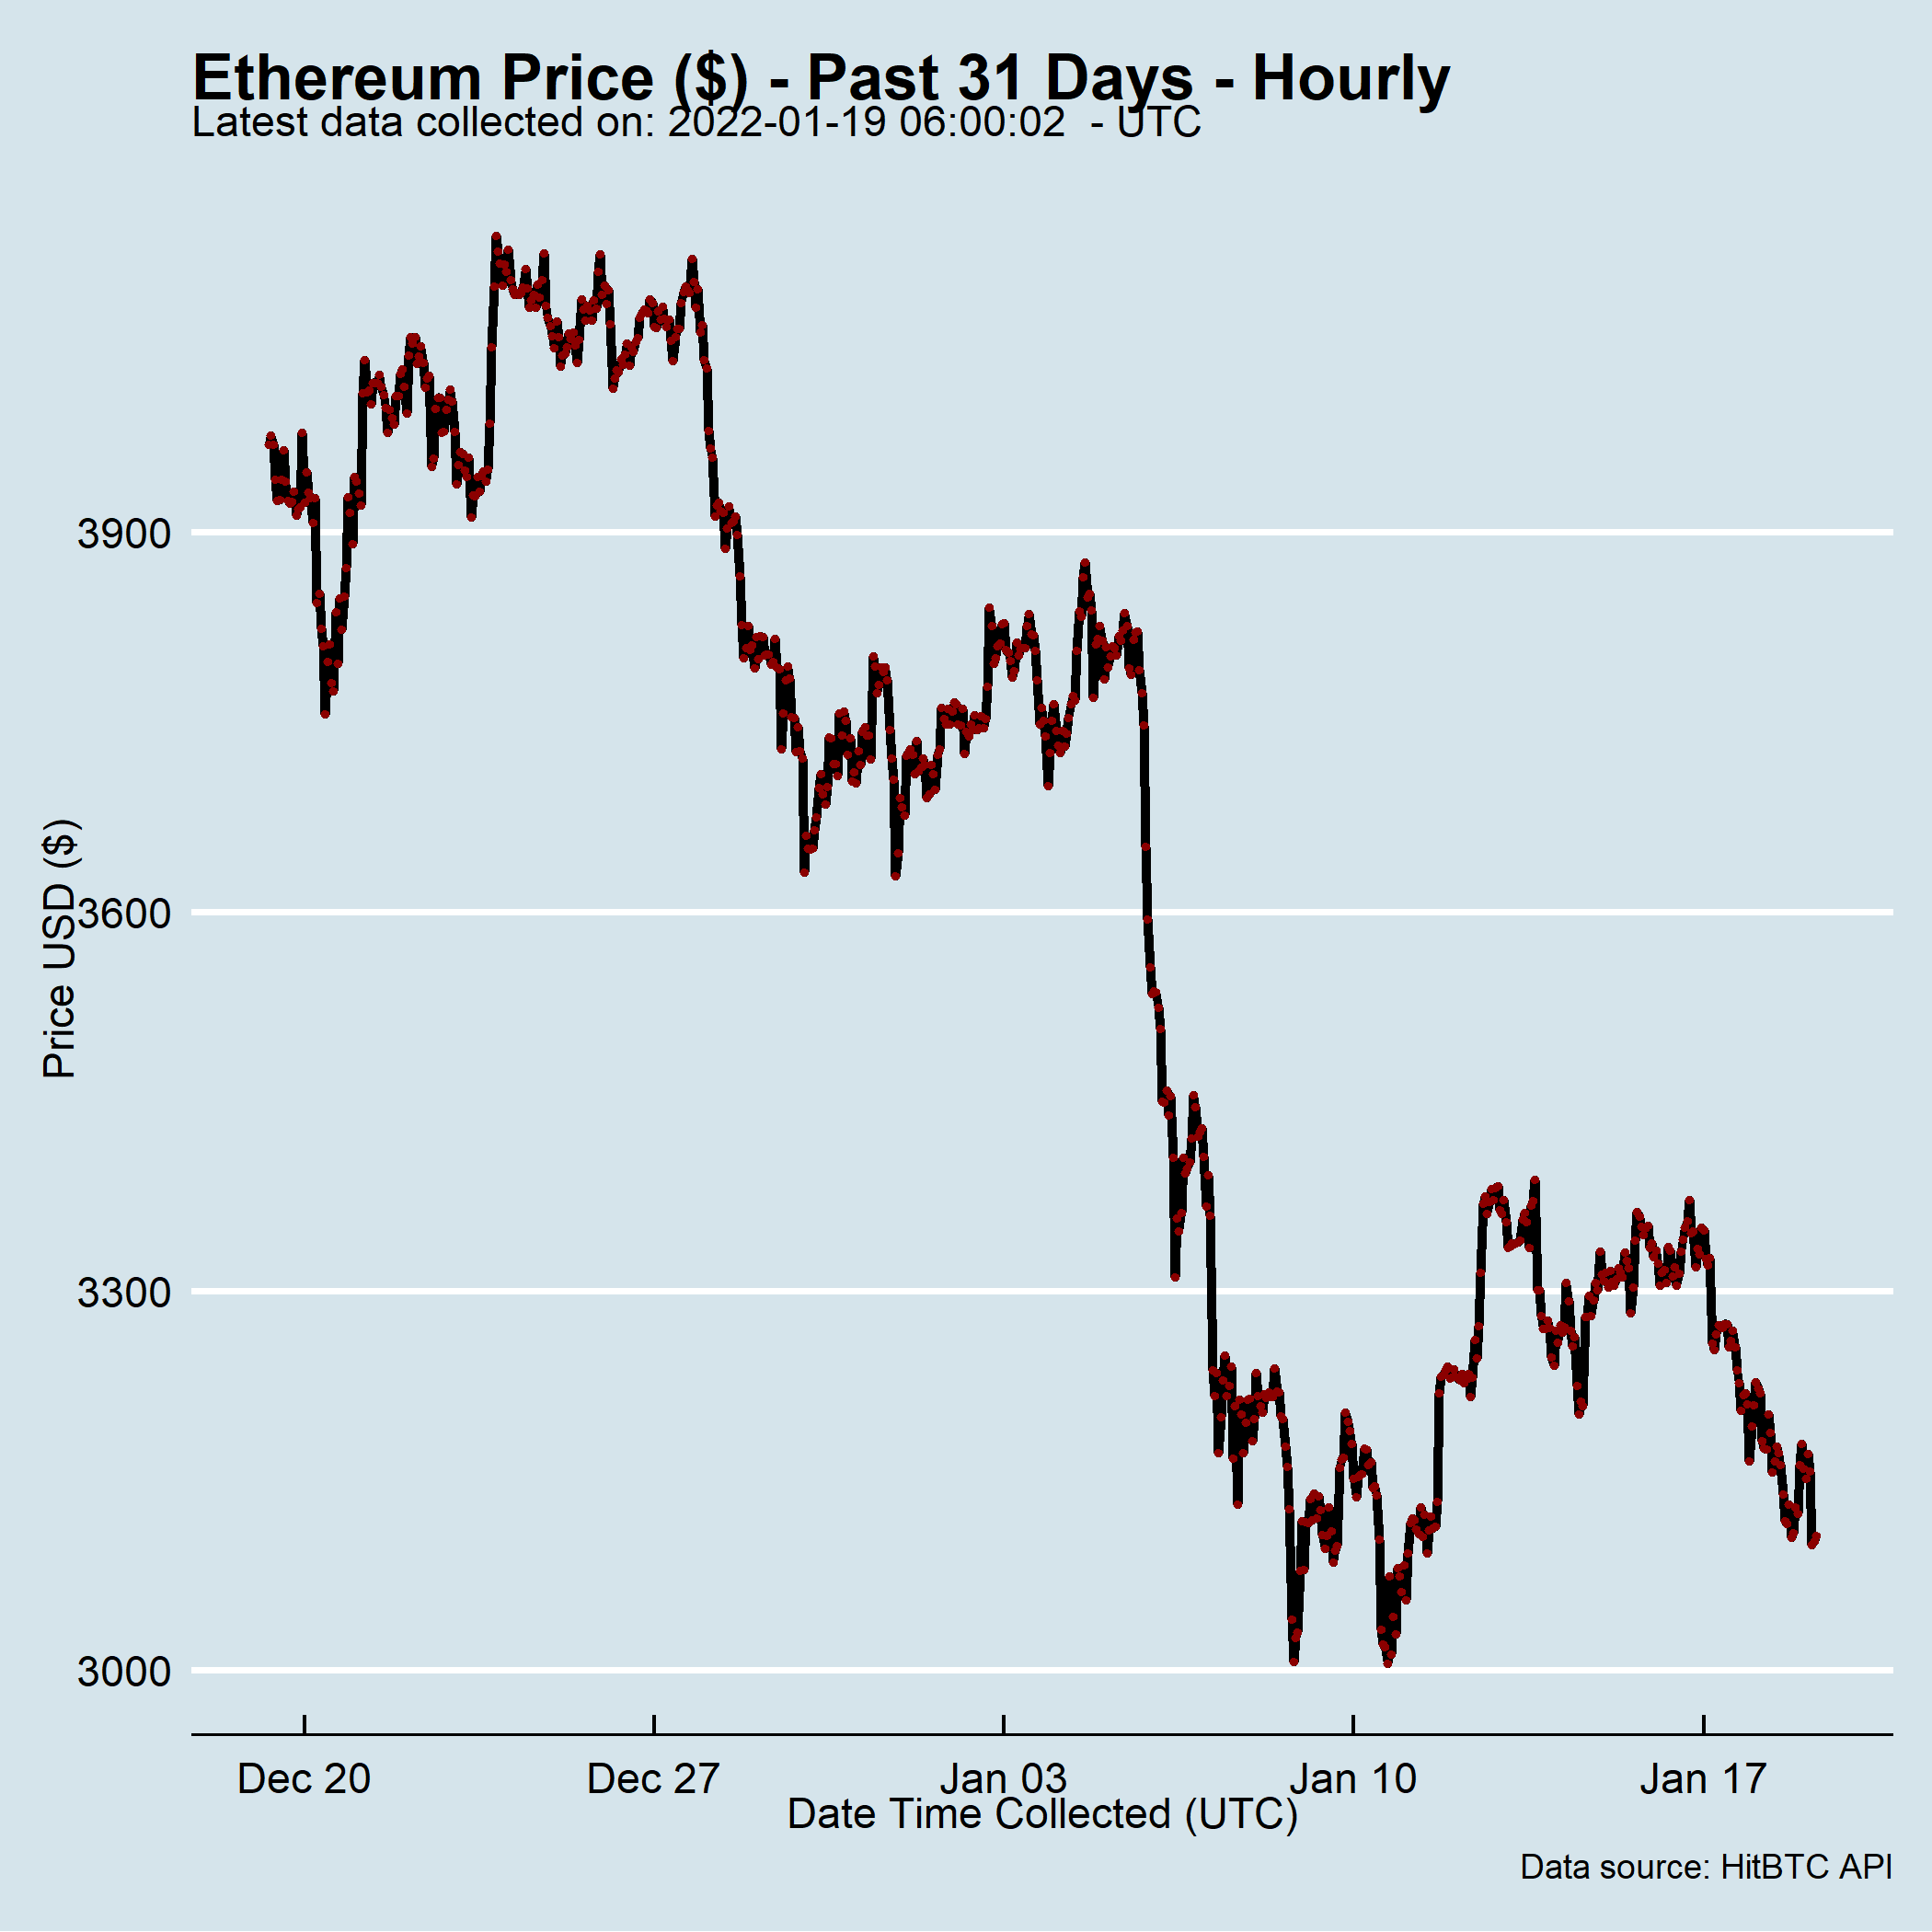 Ethereum Price ($) - Past 31 Days - Hourly
Latest data collected on: 2022-01-19 06:00:02  - UTC
Price USD ($)
3900
3600
3300
3000
Dec 20
Dec 27
Jan 03
Jan 10
Jan 17
Date Time Collected (UTC)
Data source: HitBTC API